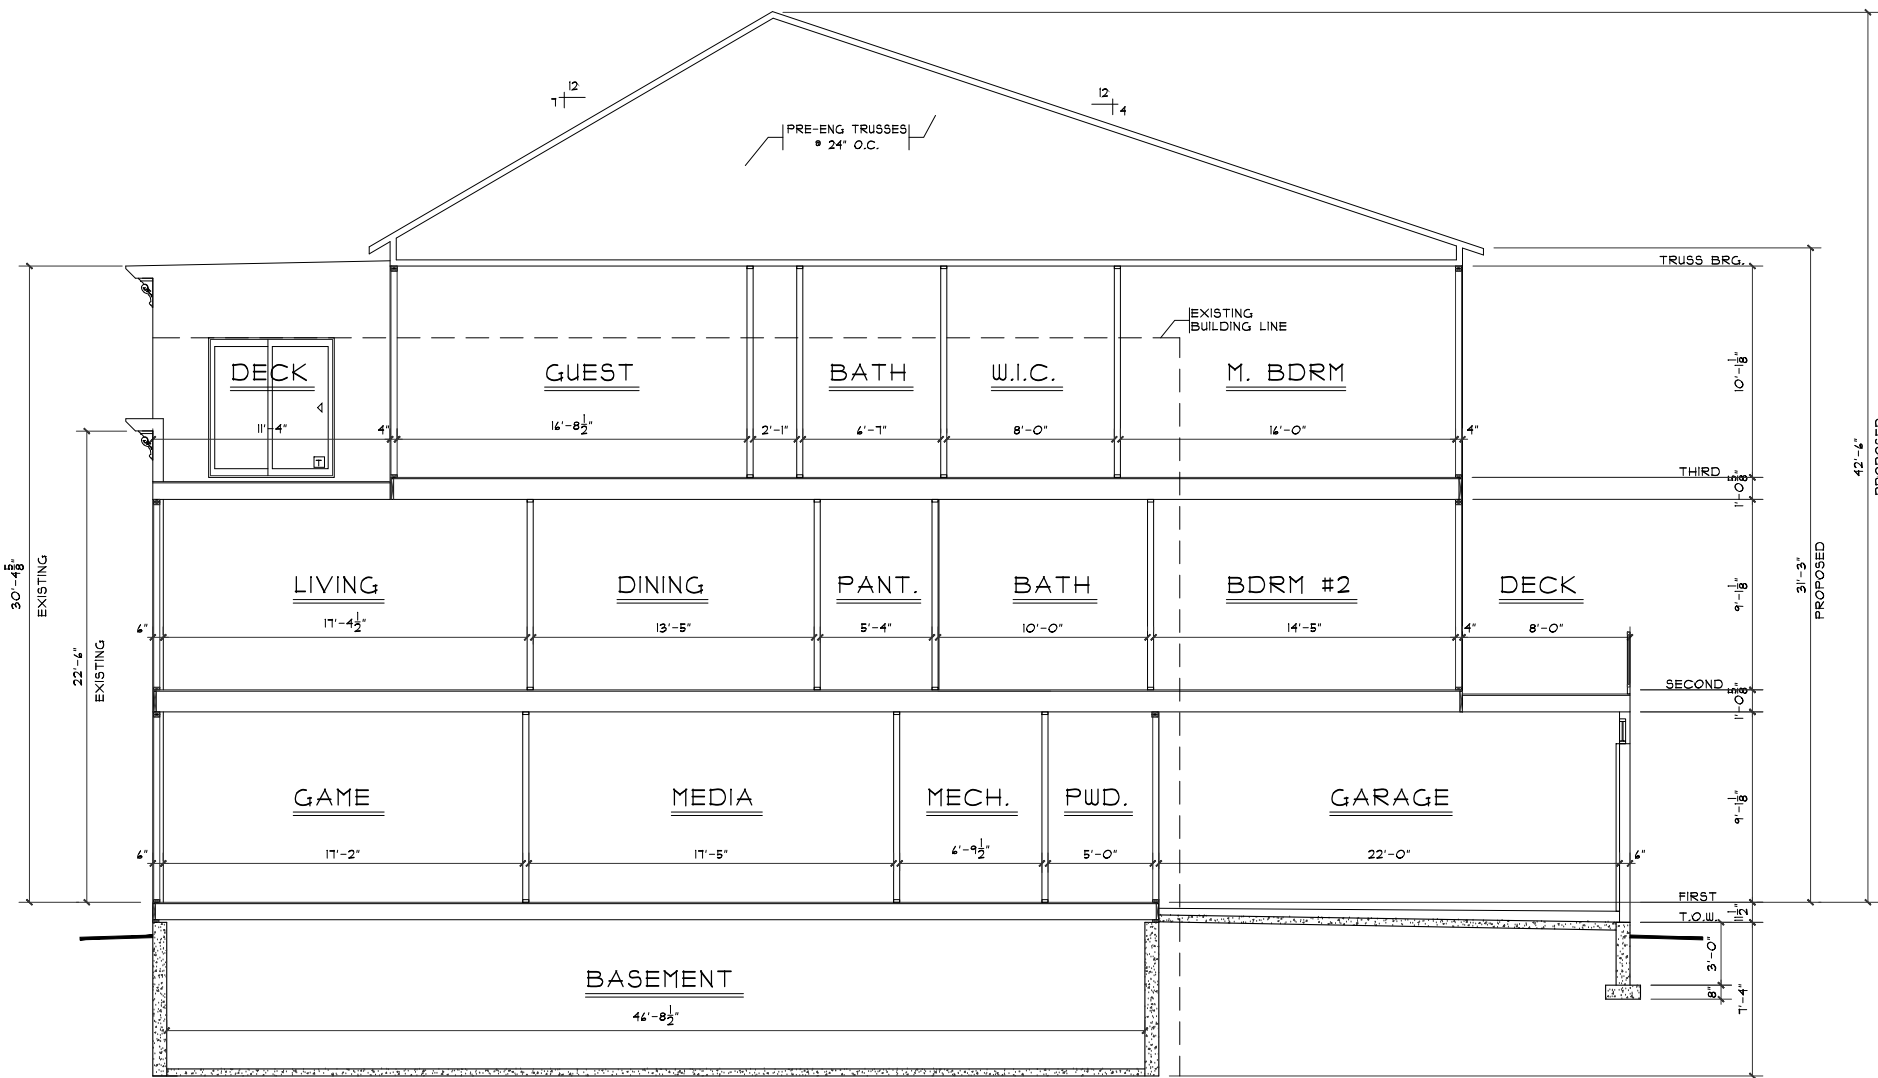 12
7
12
4
PRE-ENG TRUSSES
@ 24" O.C.
TRUSS BRG.
EXISTING
BUILDING LINE
DECK
GUEST
BATH
W.I.C.
M. BDRM
10'-1 1/8"
11'-4"
4"
16'-8 1/2"
2'-1"
6'-7"
8'-0"
16'-0"
4"
42'-6"
PROPOSED
THIRD
1'-0 5/8"
30'-4 5/8"
EXISTING
22'-6"
EXISTING
LIVING
DINING
PANT.
BATH
BDRM #2
DECK
9'-1 1/8"
31'-3"
PROPOSED
6"
17'-4 1/2"
13'-5"
5'-4"
10'-0"
14'-5"
4"
8'-0"
SECOND
1'-0 5/8"
GAME
MEDIA
MECH.
PWD.
GARAGE
9'-1 1/8"
6"
17'-2"
17'-5"
6'-9 1/2"
5'-0"
22'-0"
6"
FIRST
T.O.W.
11 1/2"
3'-0"
8"
7'-4"
BASEMENT
46'-8 1/2"
T